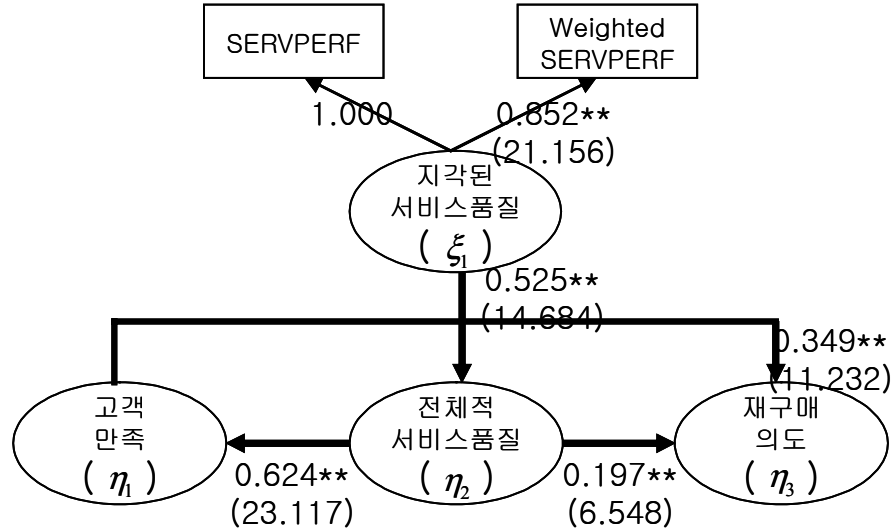 SERVPERF
Weighted
SERVPERF
1.000
0.852**
(21.156)
지각된
서비스품질
( ξ₁ )
0.525**
(14.684)
0.349**
(11.232)
고객
만족
( η₁ )
전체적
서비스품질
( η₂ )
재구매
의도
( η₃ )
0.624**
(23.117)
0.197**
(6.548)